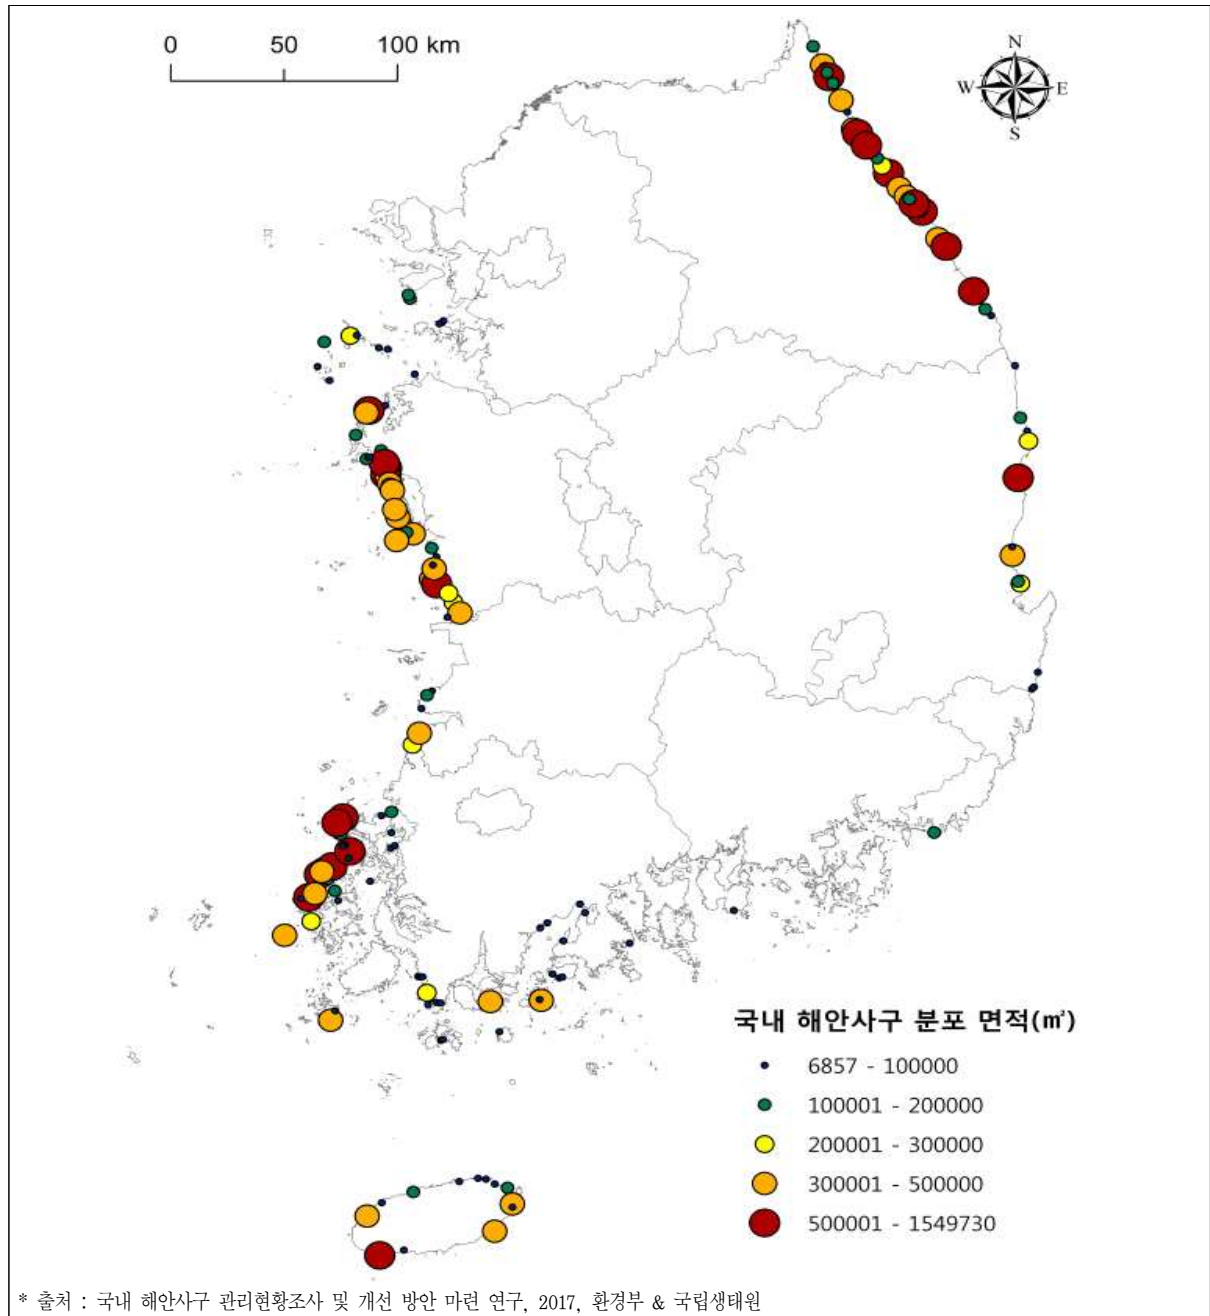 0 50 100 km
N
W E
S
국내 해안사구 분포 면적(㎡)
6857 - 100000
100001 - 200000
200001 - 300000
300001 - 500000
500001 - 1549730
* 출처 : 국내 해안사구 관리현황조사 및 개선 방안 마련 연구, 2017, 환경부 & 국립생태원